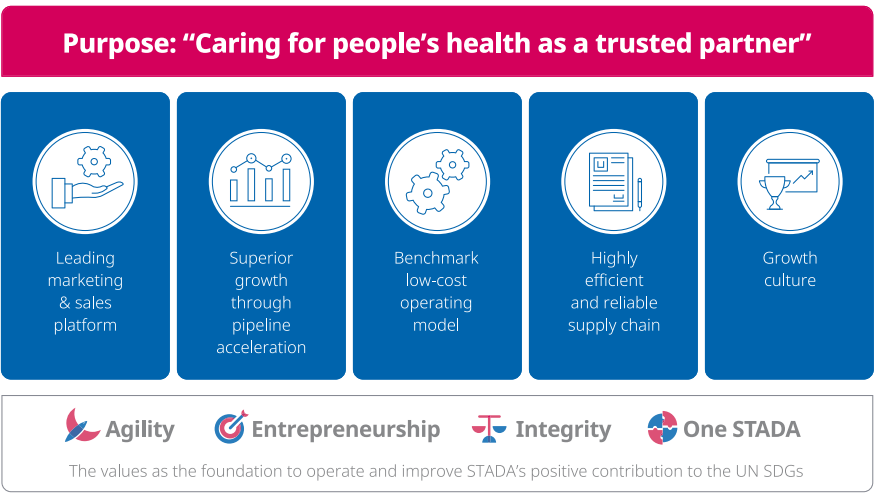 Purpose: “Caring for people’s health as a trusted partner”
Leading
marketing
& sales
platform
Superior
growth
through
pipeline
acceleration
Benchmark
low-cost
operating
model
Highly
efficient
and reliable
supply chain
Growth
culture
Agility
Entrepreneurship
Integrity
One STADA
The values as the foundation to operate and improve STADA’s positive contribution to the UN SDGs